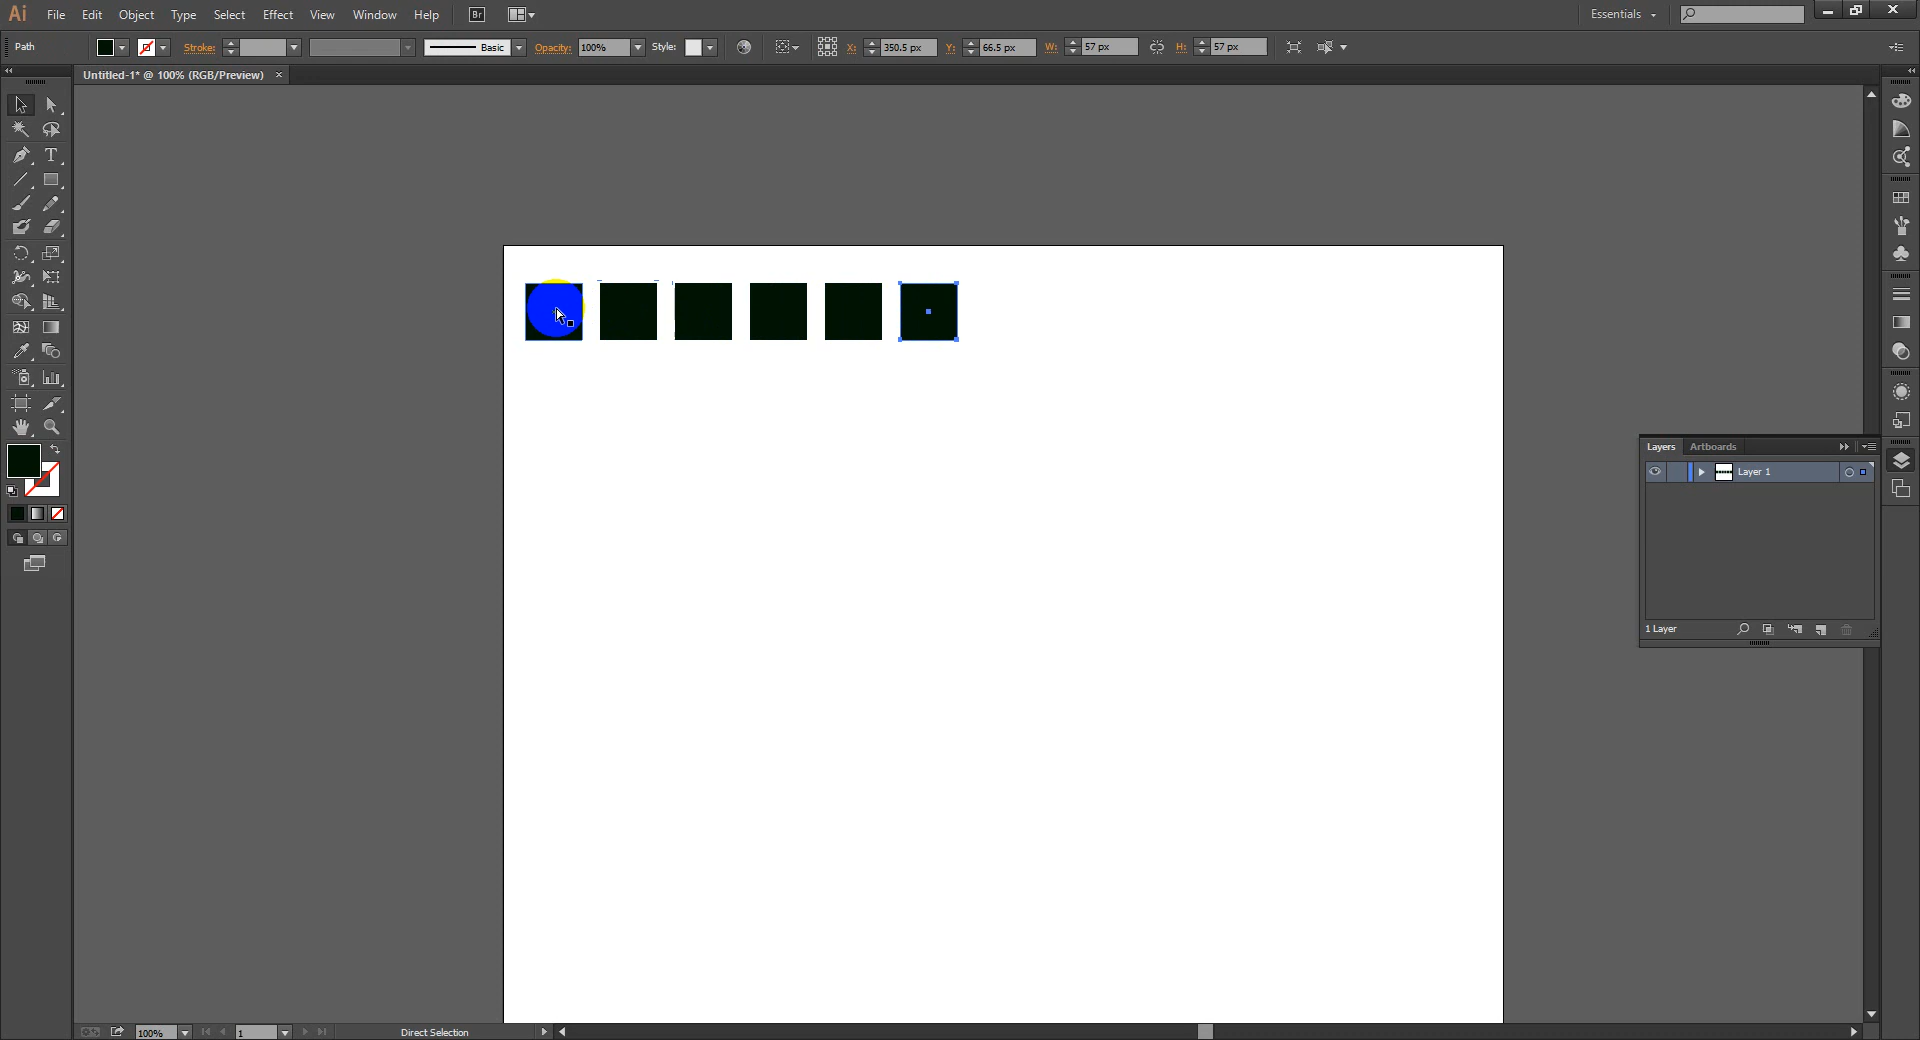 Ai File Edit Object Type Select Effect View Window Help Br Essentials
Path Stroke: Basic Opacity: 100% Style: X: 350.5 px Y: 66.5 px W: 57 px H: 57 px
Untitled-1* @ 100% (RGB/Preview) ×
T
Layers Artboards
Layer 1
1 Layer
100% 1 Direct Selection